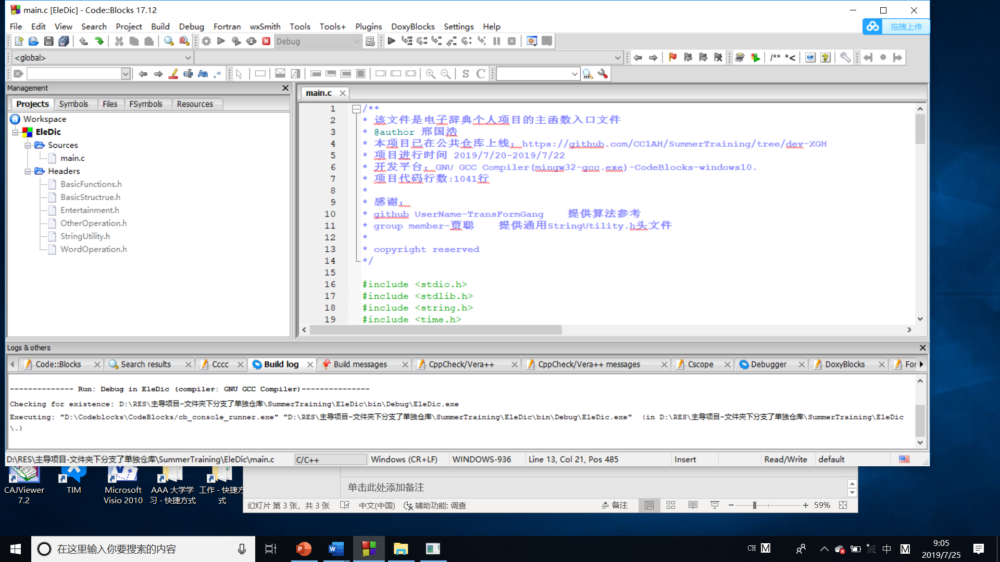 main.c [EleDic] - Code::Blocks 17.12
File Edit View Search Project Build Debug Fortran wxSmith Tools Tools+ Plugins DoxyBlocks Settings Help
拖拽上传
Debug
<global>
/** *<
S C
Management
Projects Symbols Files FSymbols Resources
Workspace
EleDic
Sources
main.c
Headers
BasicFunctions.h
BasicStructrue.h
Entertainment.h
OtherOperation.h
StringUtility.h
WordOperation.h
main.c
1 /**
2 * 该文件是电子辞典个人项目的主函数入口文件
3 * @author 邢国浩
4 * 本项目已在公共仓库上线：https://github.com/CC1AH/SummerTraining/tree/dev-XGH
5 * 项目进行时间 2019/7/20-2019/7/22
6 * 开发平台：GNU GCC Compiler(mingw32-gcc.exe)-CodeBlocks-windows10.
7 * 项目代码行数:1041行
8 *
9 * 感谢：
10 * github UserName-TransFormGang 提供算法参考
11 * group member-贾聪 提供通用StringUtility.h头文件
12 *
13 * copyright reserved
14 */
15
16 #include <stdio.h>
17 #include <stdlib.h>
18 #include <string.h>
19 #include <time.h>
Logs & others
Code::Blocks Search results Cccc Build log Build messages CppCheck/Vera++ CppCheck/Vera++ messages Cscope Debugger DoxyBlocks For
-------------- Run: Debug in EleDic (compiler: GNU GCC Compiler)---------------
Checking for existence: D:\RES\主导项目-文件夹下分支了单独仓库\SummerTraining\EleDic\bin\Debug\EleDic.exe
Executing: "D:\Codeblocks\CodeBlocks/cb_console_runner.exe" "D:\RES\主导项目-文件夹下分支了单独仓库\SummerTraining\EleDic\bin\Debug\EleDic.exe" (in D:\RES\主导项目-文件夹下分支了单独仓库\SummerTraining\EleDic
\.)
D:\RES\主导项目-文件夹下分支了单独仓库\SummerTraining\EleDic\main.c C/C++ Windows (CR+LF) WINDOWS-936 Line 13, Col 21, Pos 485 Insert Read/Write default
CAJViewer 7.2
TIM
Microsoft Visio 2010
AAA 大学学习 - 快捷方式
工作 - 快捷方式
单击此处添加备注
幻灯片 第 3 张，共 3 张 中文(中国) 辅助功能: 调查 备注 59%
在这里输入你要搜索的内容
CH M 中 M
9:05
2019/7/25